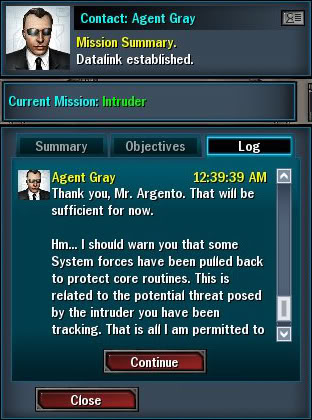 Contact: Agent Gray
Mission Summary.
Datalink established.
Current Mission: Intruder
Summary
Objectives
Log
Agent Gray 12:39:39 AM
Thank you, Mr. Argento. That will be
sufficient for now.
Hm... I should warn you that some
System forces have been pulled back
to protect core routines. This is
related to the potential threat posed
by the intruder you have been
tracking. That is all I am permitted to
Continue
Close